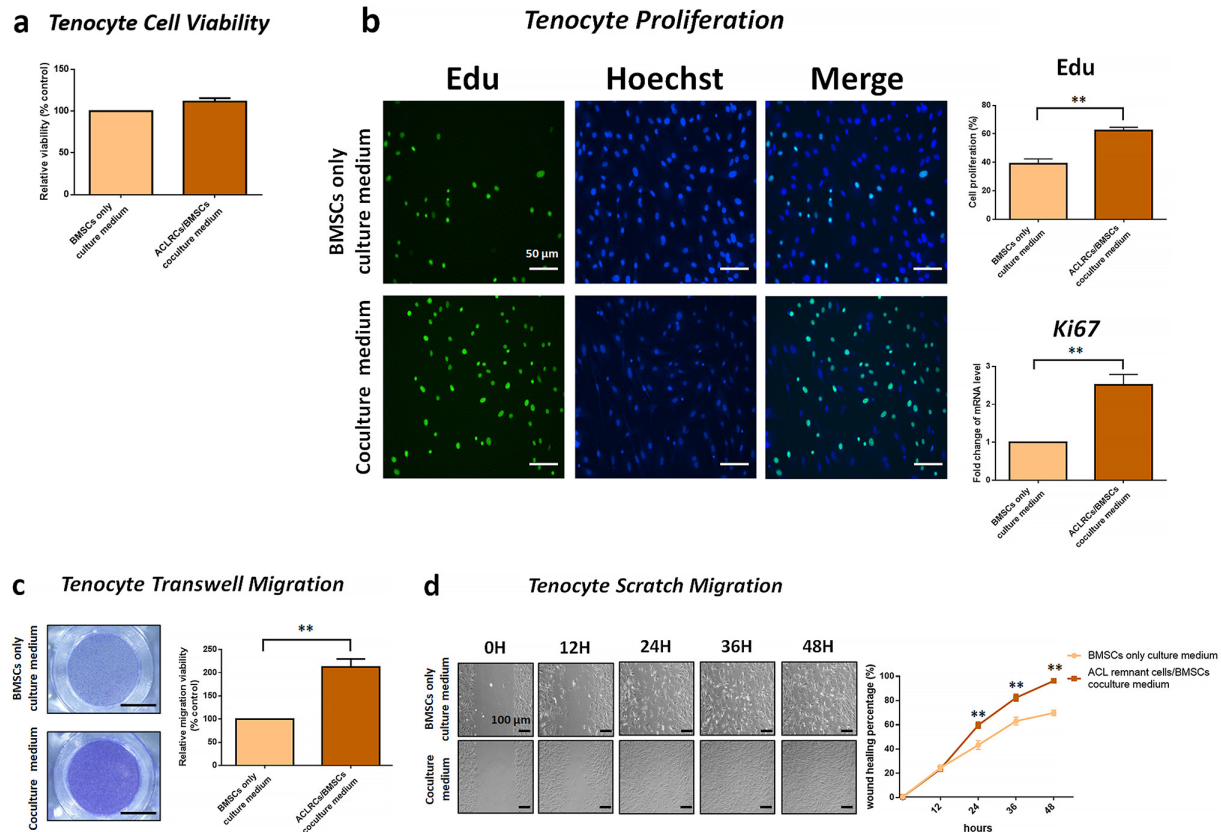 a Tenocyte Cell Viability
Relative viability (% control)
150
100
50
0
BMSCs only
culture medium
ACLRCs/BMSCs
coculture medium
b Tenocyte Proliferation
Edu Hoechst Merge
BMSCs only
culture medium
50 μm
Coculture medium
Edu
Cell proliferation (%)
80
60
40
20
0
**
BMSCs only
culture medium
ACLRCs/BMSCs
coculture medium
Ki67
Fold change of mRNA level
3
2
1
0
**
BMSCs only
culture medium
ACLRCs/BMSCs
coculture medium
c Tenocyte Transwell Migration
BMSCs only
culture medium
Coculture medium
Relative migration viability
(% control)
250
200
150
100
50
0
**
BMSCs only
culture medium
ACLRCs/BMSCs
coculture medium
d Tenocyte Scratch Migration
0H 12H 24H 36H 48H
BMSCs only
culture medium
100 μm
Coculture
medium
wound healing percentage (%)
100
80
60
40
20
0
** ** **
12 24 36 48
hours
BMSCs only culture medium
ACL remnant cells/BMSCs
coculture medium